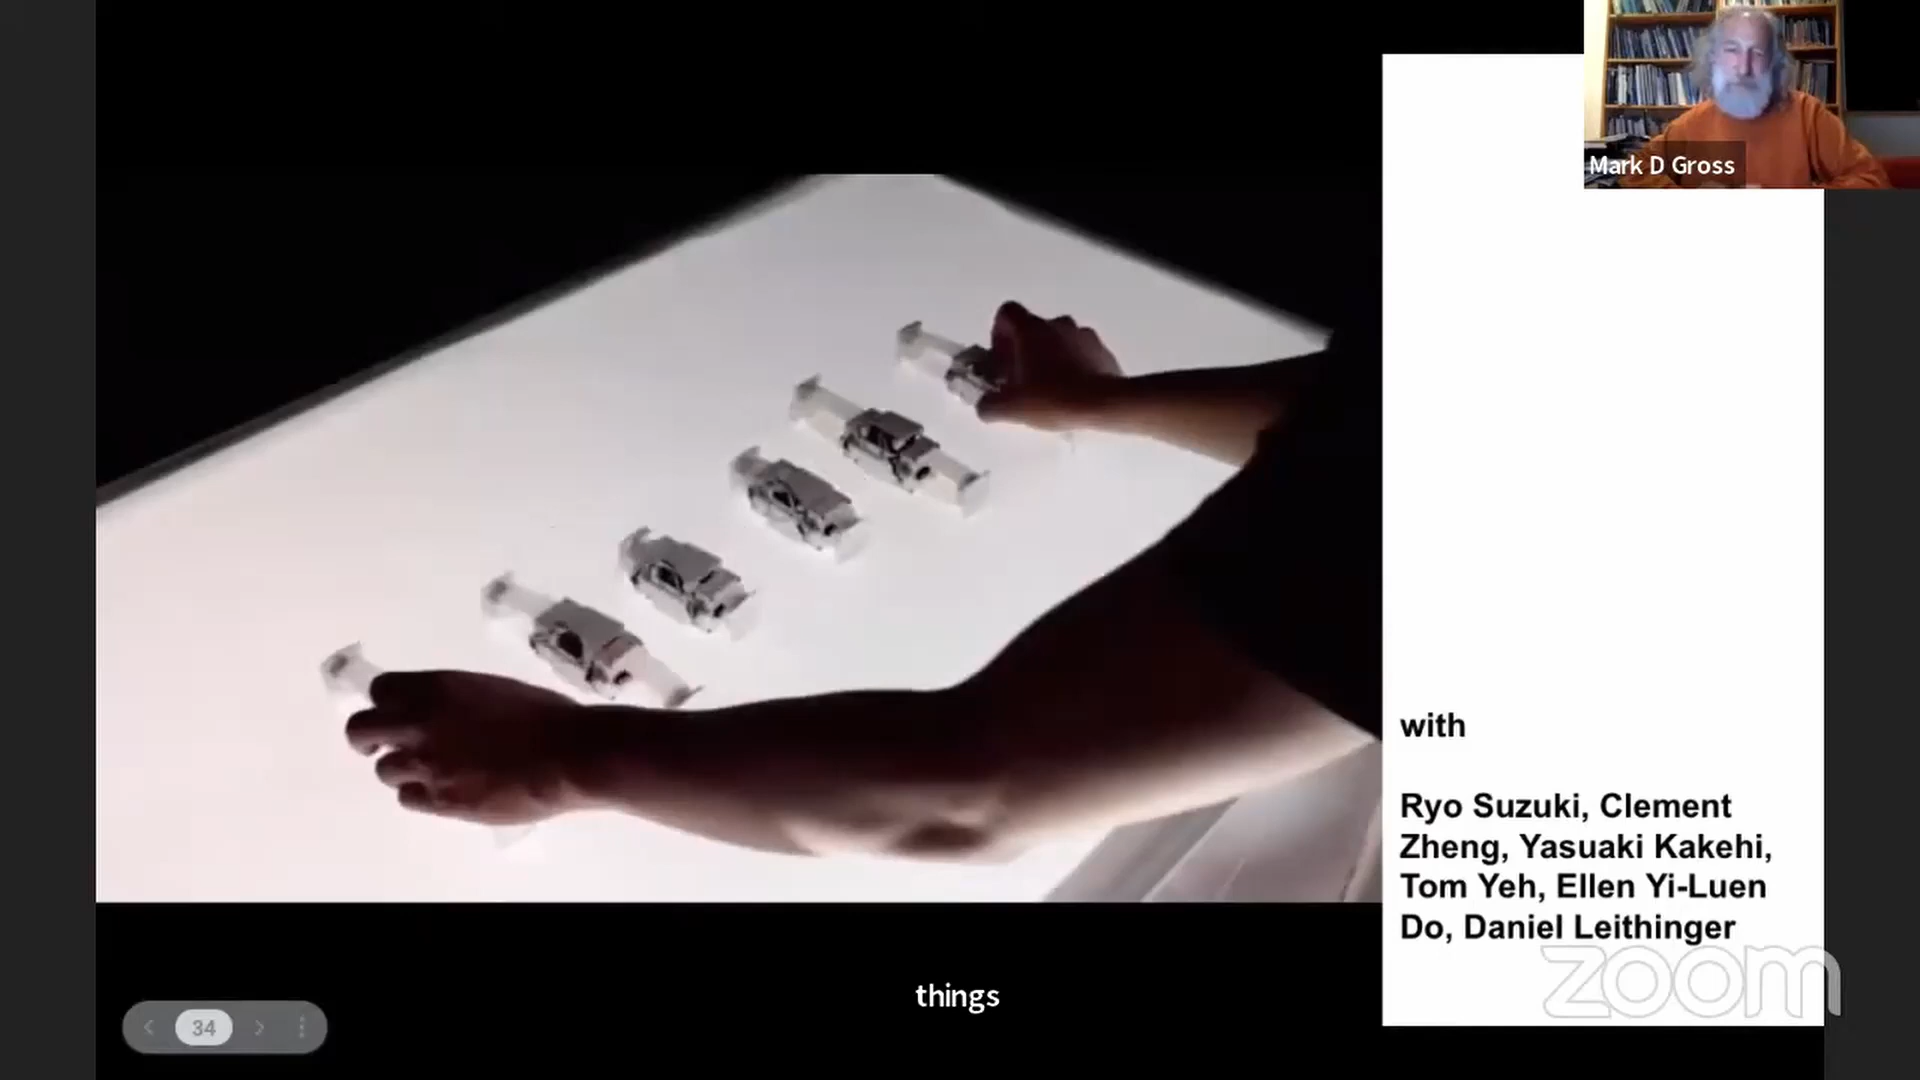 Mark D Gross
with
Ryo Suzuki, Clement
Zheng, Yasuaki Kakehi,
Tom Yeh, Ellen Yi-Luen
Do, Daniel Leithinger
zoom
things
34